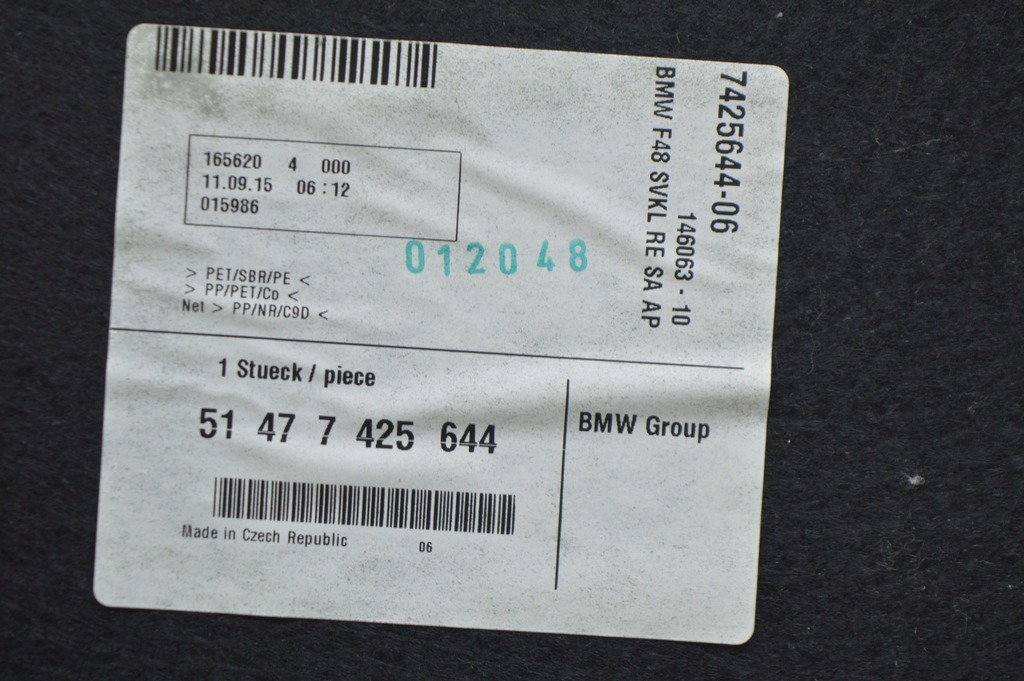 165620 4 000
11.09.15 06:12
015986
012048
> PET/SBR/PE <
> PP/PET/Co <
Net > PP/NR/C9D <
7425644-06
146063 - 10
BMW F48 SVKL RE SA AP
1 Stueck / piece
51 47 7 425 644
BMW Group
Made in Czech Republic 06